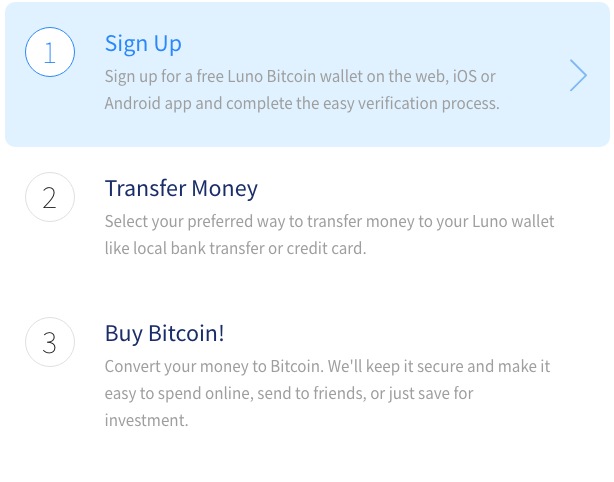 1
Sign Up
Sign up for a free Luno Bitcoin wallet on the web, iOS or
Android app and complete the easy verification process.
2
Transfer Money
Select your preferred way to transfer money to your Luno wallet
like local bank transfer or credit card.
3
Buy Bitcoin!
Convert your money to Bitcoin. We'll keep it secure and make it
easy to spend online, send to friends, or just save for
investment.